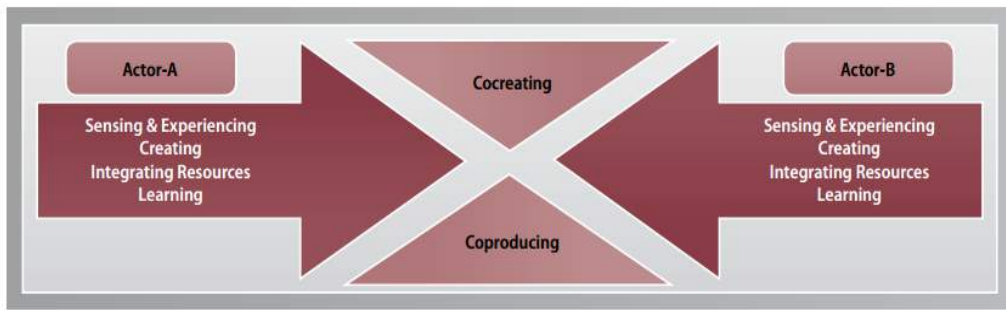 Actor-A
Sensing & Experiencing
Creating
Integrating Resources
Learning
Cocreating
Coproducing
Actor-B
Sensing & Experiencing
Creating
Integrating Resources
Learning